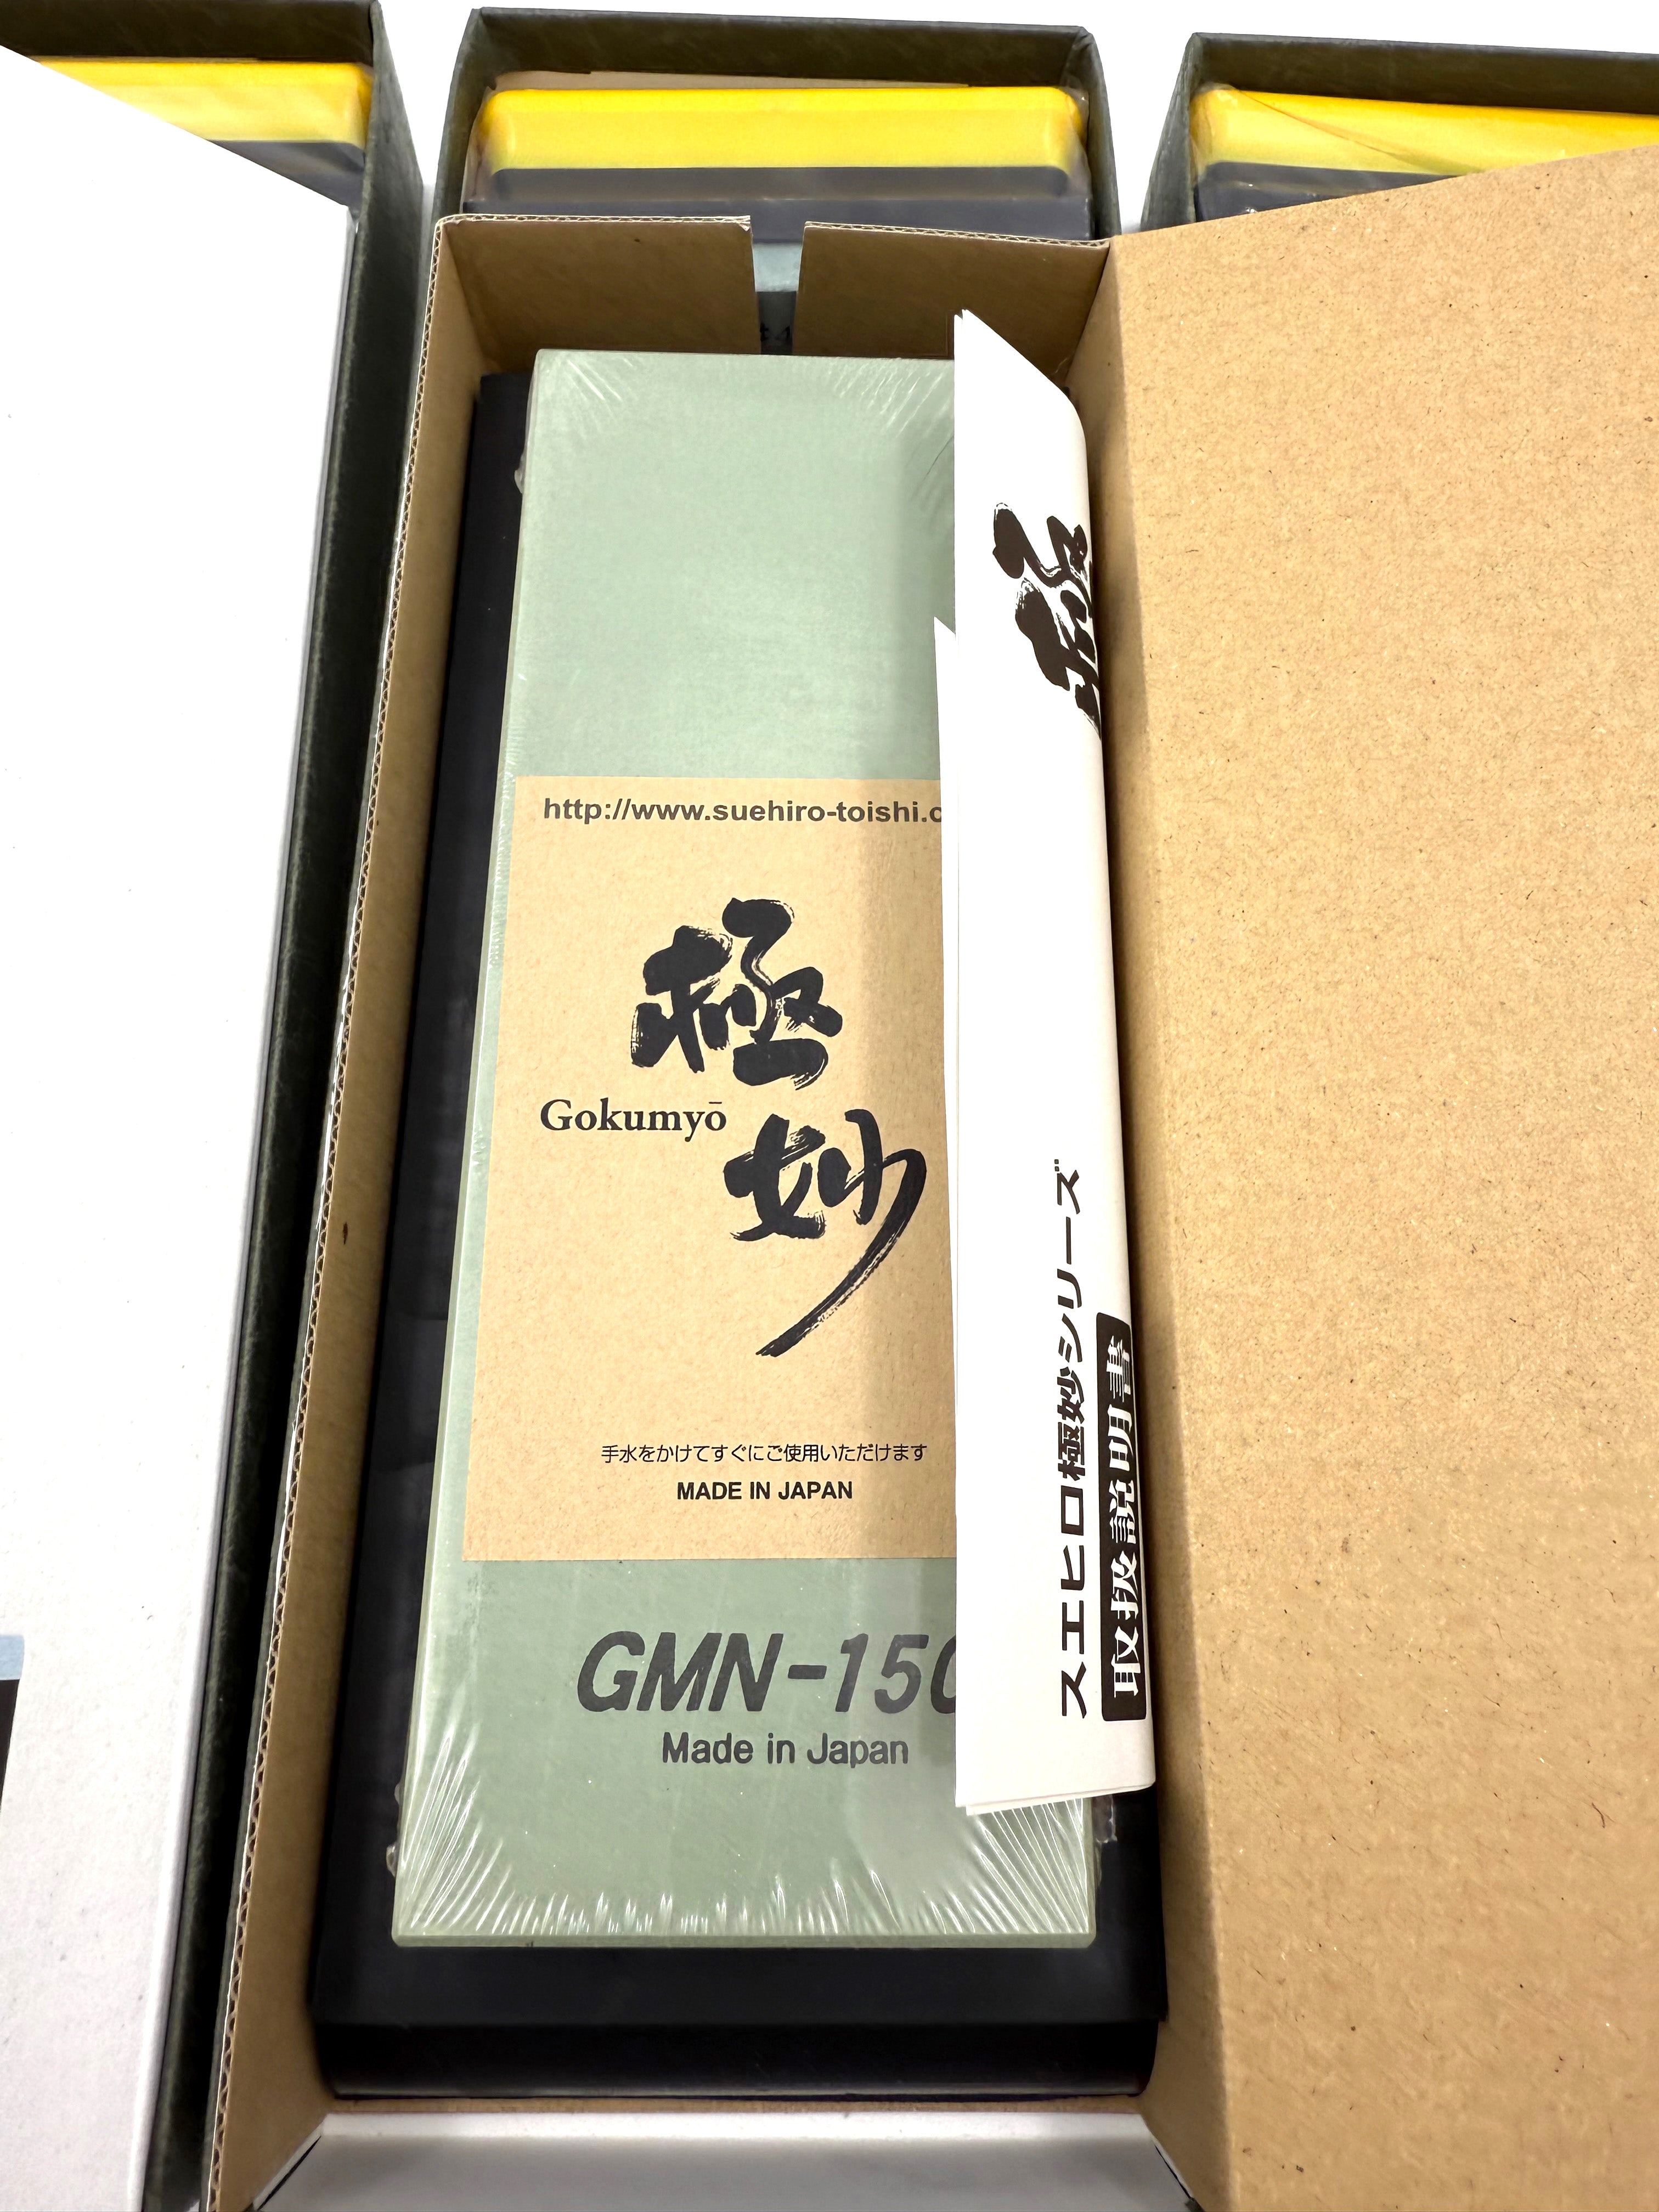 http://www.suehiro-toishi.c
極
Gokumyō
妙
手水をかけてすぐにご使用いただけます
MADE IN JAPAN
GMN-150
Made in Japan
極
スエヒロ極妙シリーズ
取扱説明書